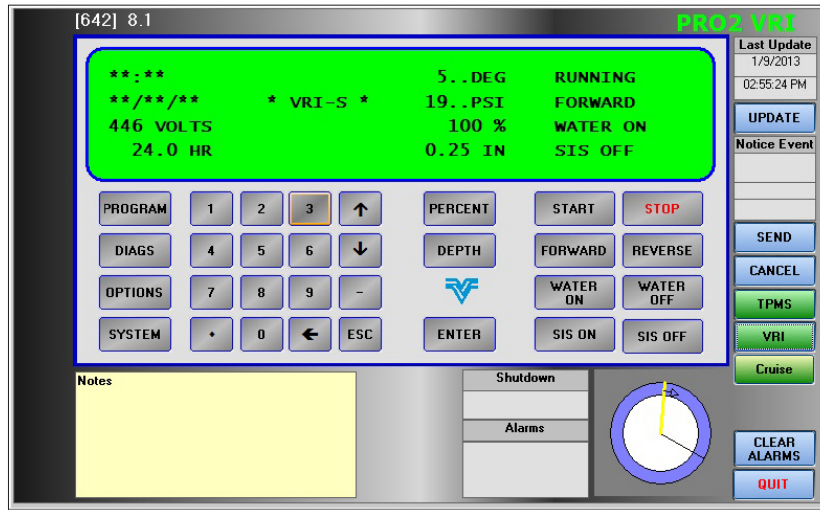 [642] 8.1
PRO2 VRI
**:** 5..DEG RUNNING
**/**/** * VRI-S * 19..PSI FORWARD
446 VOLTS 100 % WATER ON
24.0 HR 0.25 IN SIS OFF
PROGRAM 1 2 3 ↑ PERCENT START STOP
DIAGS 4 5 6 ↓ DEPTH FORWARD REVERSE
OPTIONS 7 8 9 - WATER ON WATER OFF
SYSTEM • 0 ← ESC ENTER SIS ON SIS OFF
Last Update
1/9/2013
02:55:24 PM
UPDATE
Notice Event
SEND
CANCEL
TPMS
VRI
Cruise
CLEAR
ALARMS
QUIT
Notes
Shutdown
Alarms